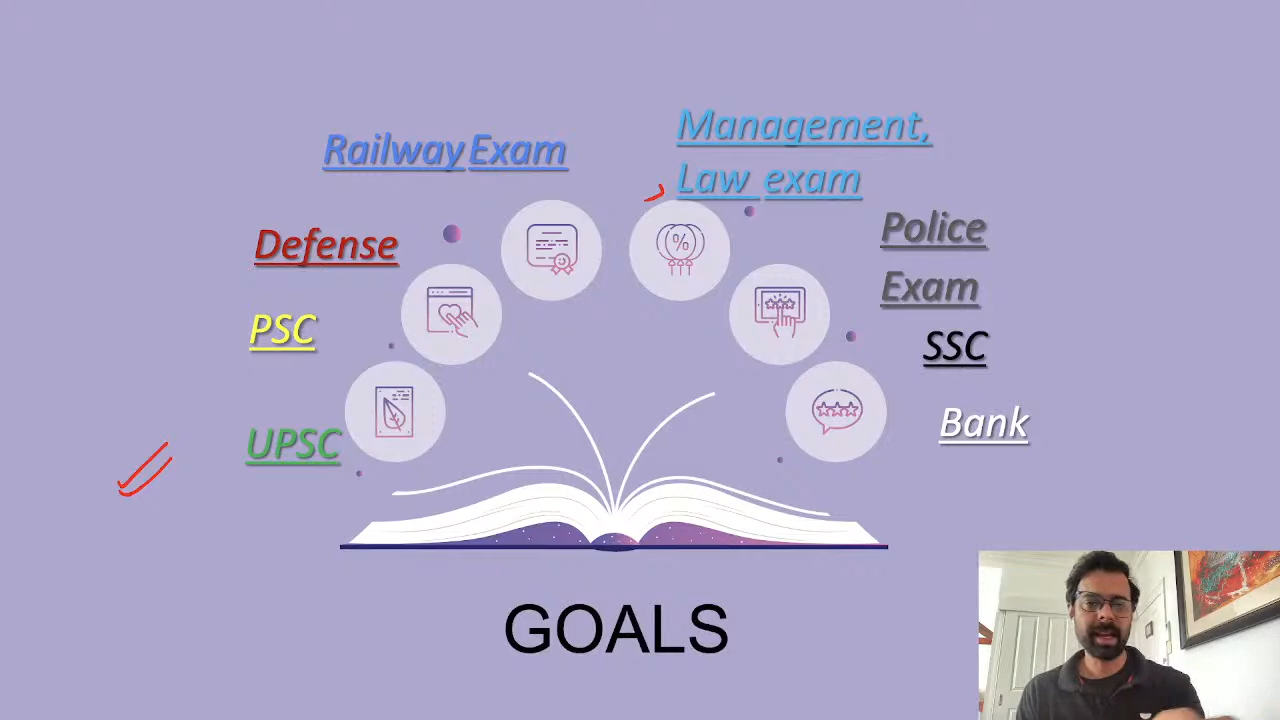 Railway Exam
Management,
Law exam
Defense
Police
Exam
PSC
SSC
UPSC
Bank
%
GOALS